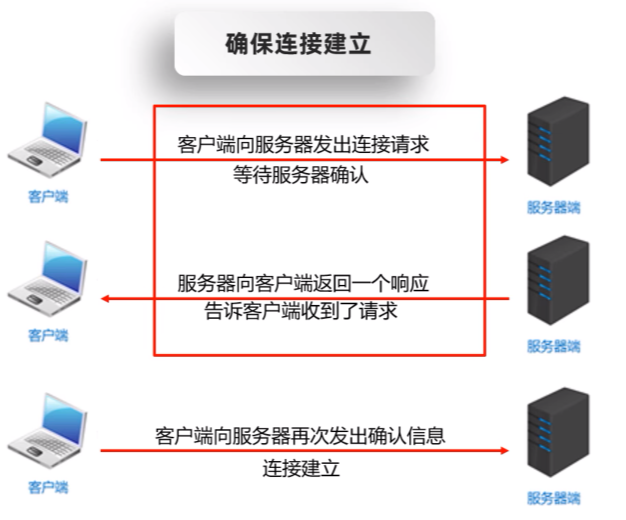 确保连接建立
客户端向服务器发出连接请求
等待服务器确认
客户端
服务器端
服务器向客户端返回一个响应
告诉客户端收到了请求
客户端
服务器端
客户端向服务器再次发出确认信息
连接建立
客户端
服务器端